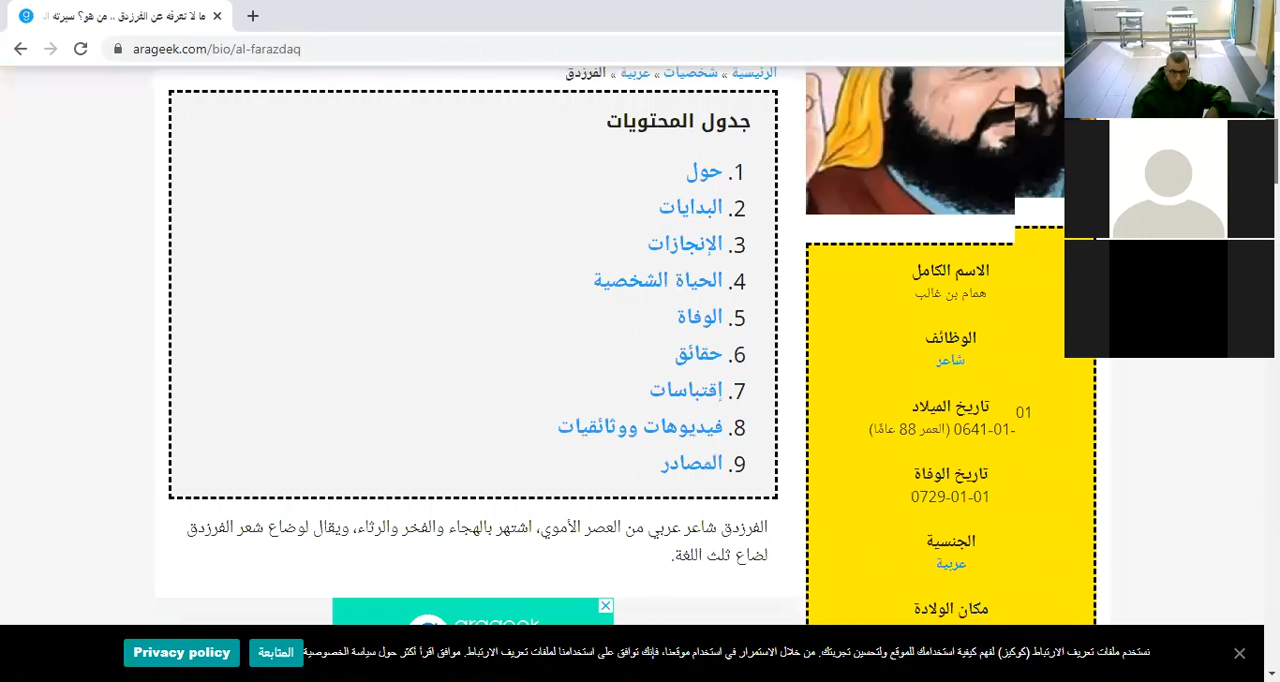 ما لا تعرفه عن الفرزدق .. من هو؟ سيرته
arageek.com/bio/al-farazdaq
الرئيسية » شخصيات » عربية » الفرزدق
جدول المحتويات
1. حول
2. البدايات
3. الإنجازات
4. الحياة الشخصية
5. الوفاة
6. حقائق
7. إقتباسات
8. فيديوهات ووثائقيات
9. المصادر
الفرزدق شاعر عربي من العصر الأموي، اشتهر بالهجاء والفخر والرثاء، ويقال لوضاع شعر الفرزدق
لضاع ثلث اللغة.
الاسم الكامل
همام بن غالب
الوظائف
شاعر
تاريخ الميلاد
0641-01-01 (العمر 88 عامًا)
تاريخ الوفاة
0729-01-01
الجنسية
عربية
مكان الولادة
arageek
نستخدم ملفات تعريف الارتباط (كوكيز) لفهم كيفية استخدامك للموقع ولتحسين تجربتك. من خلال الاستمرار في استخدام موقعنا، فإنك توافق على استخدامنا لملفات تعريف الارتباط. موافق اقرأ أكثر حول سياسة الخصوصية
المتابعة
Privacy policy